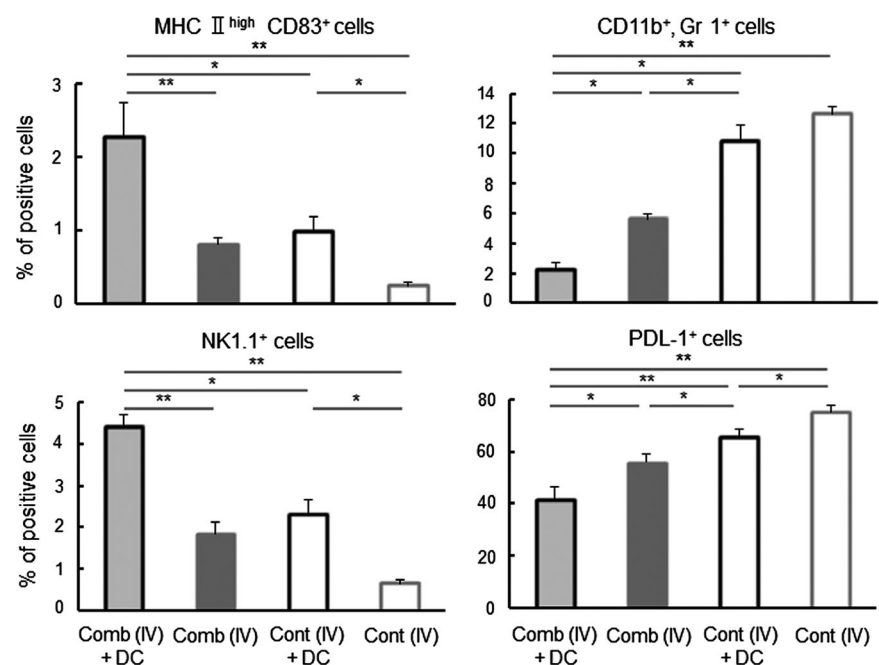 MHC Ⅱ high CD83+ cells
**
*
**
*
% of positive cells
3
2
1
0
CD11b+, Gr 1+ cells
**
*
*
*
14
12
10
8
6
4
2
0
NK1.1+ cells
**
*
**
*
% of positive cells
5
4
3
2
1
0
Comb (IV)
+ DC
Comb (IV)
Cont (IV)
+ DC
Cont (IV)
PDL-1+ cells
**
**
*
*
*
80
60
40
20
0
Comb (IV)
+ DC
Comb (IV)
Cont (IV)
+ DC
Cont (IV)